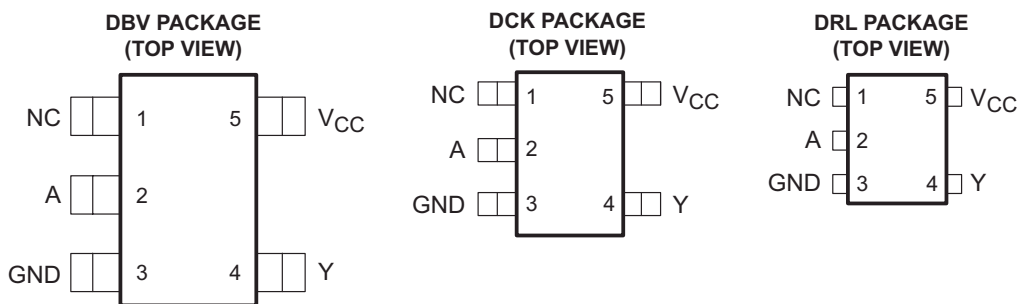 DBV PACKAGE
(TOP VIEW)
NC 1 5 VCC
A 2
GND 3 4 Y
DCK PACKAGE
(TOP VIEW)
NC 1 5 VCC
A 2
GND 3 4 Y
DRL PACKAGE
(TOP VIEW)
NC 1 5 VCC
A 2
GND 3 4 Y